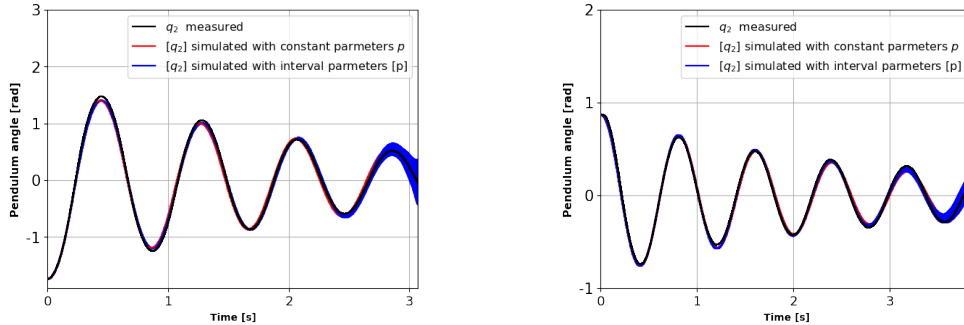 3
2
1
0
-1
Pendulum angle [rad]
q₂ measured
[q₂] simulated with constant parmeters p
[q₂] simulated with interval parmeters [p]
0
1
2
3
Time [s]
2
1
0
-1
Pendulum angle [rad]
q₂ measured
[q₂] simulated with constant parmeters p
[q₂] simulated with interval parmeters [p]
0
1
2
3
Time [s]